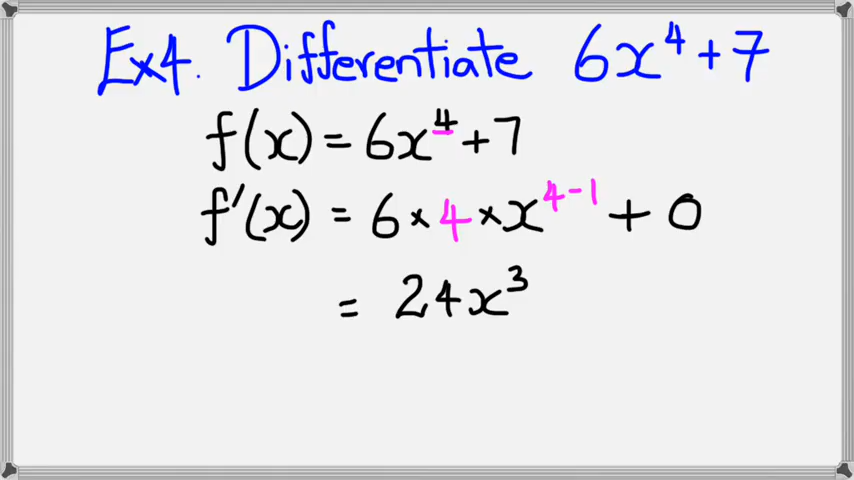 Ex4. Differentiate 6x⁴+7
f(x) = 6x⁴+7
f'(x) = 6×4×x⁴⁻¹ + 0
= 24x³